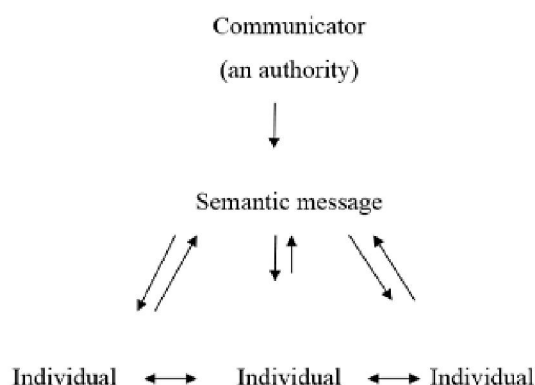 Communicator
(an authority)
Semantic message
Individual Individual Individual